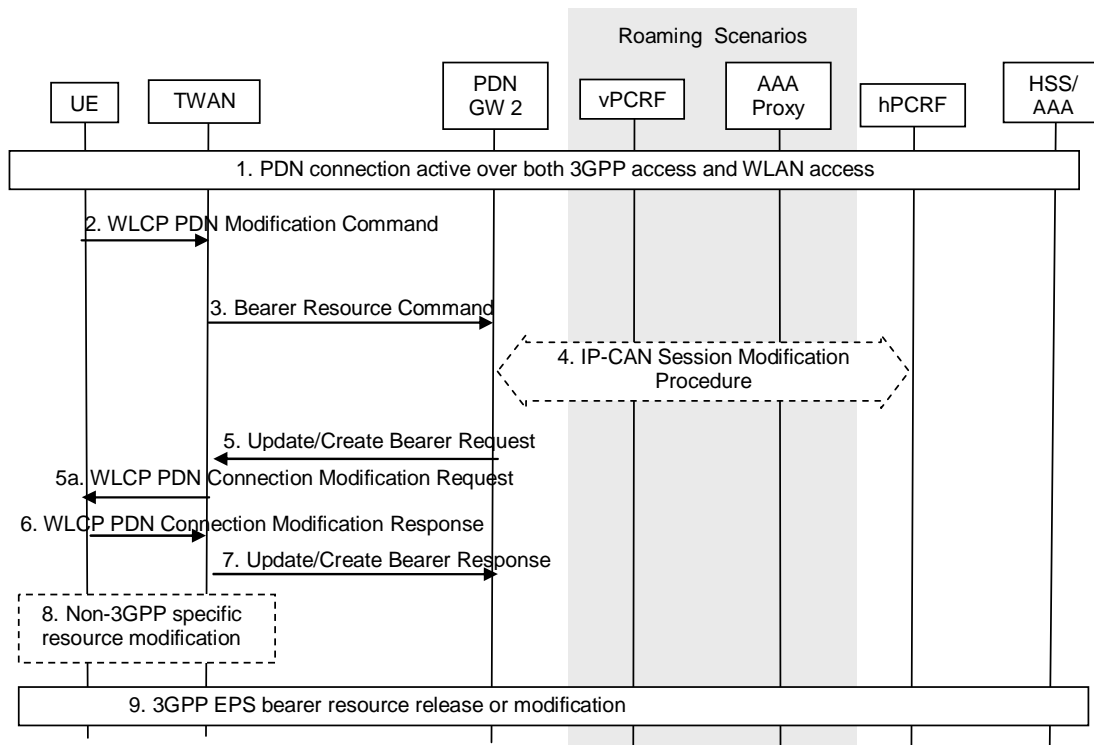 Roaming Scenarios
UE
TWAN
PDN
GW 2
vPCRF
AAA
Proxy
hPCRF
HSS/
AAA
1. PDN connection active over both 3GPP access and WLAN access
2. WLCP PDN Modification Command
3. Bearer Resource Command
4. IP-CAN Session Modification
Procedure
5. Update/Create Bearer Request
5a. WLCP PDN Connection Modification Request
6. WLCP PDN Connection Modification Response
7. Update/Create Bearer Response
8. Non-3GPP specific
resource modification
9. 3GPP EPS bearer resource release or modification